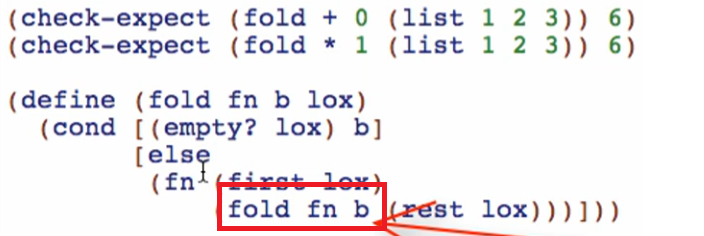 (check-expect (fold + 0 (list 1 2 3)) 6)
(check-expect (fold * 1 (list 1 2 3)) 6)
(define (fold fn b lox)
(cond [(empty? lox) b]
[else
(fn (first lox)
(fold fn b (rest lox)))]))